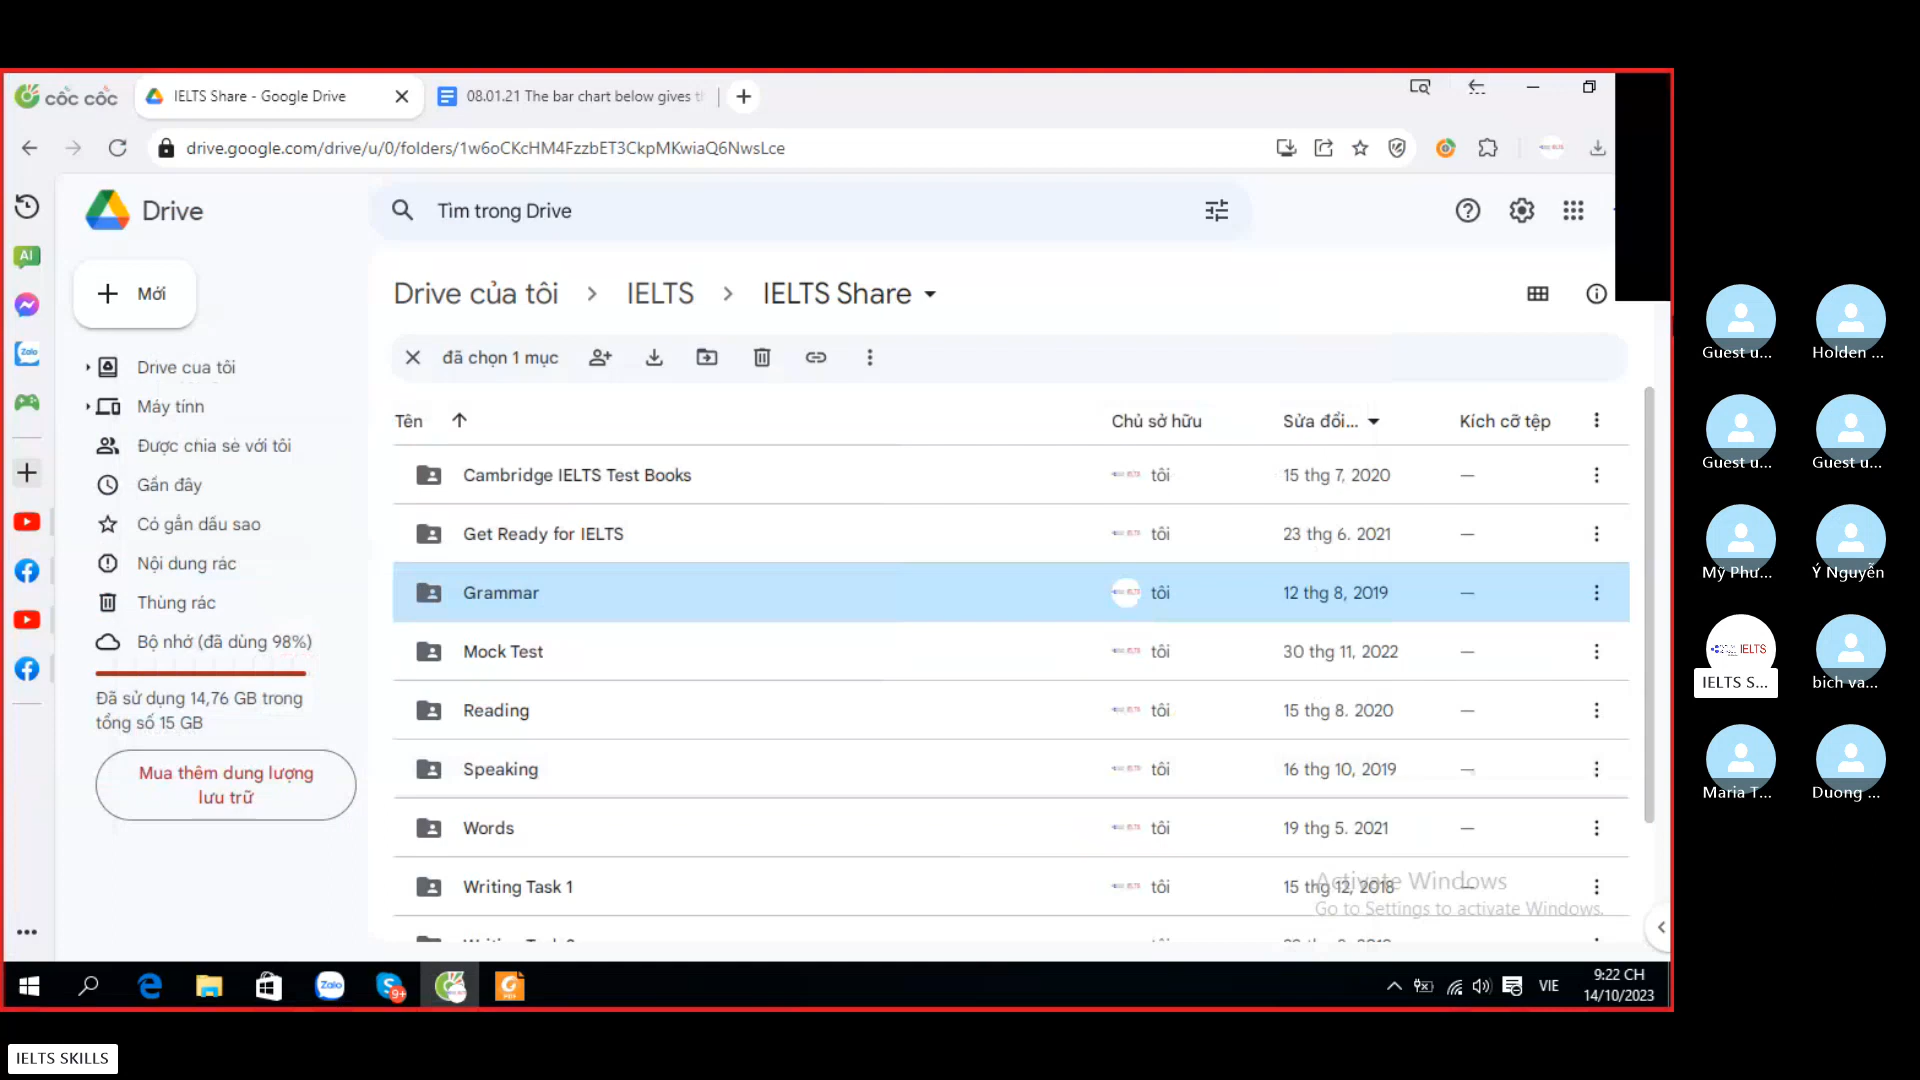 cốc cốc
IELTS Share - Google Drive
08.01.21 The bar chart below gives t
drive.google.com/drive/u/0/folders/1w6oCKcHM4FzzbET3CkpMKwiaQ6NwsLce
Drive
Tìm trong Drive
AI
Mới
Drive của tôi
IELTS
IELTS Share
Zalo
đã chọn 1 mục
Drive của tôi
Máy tính
Được chia sẻ với tôi
Gần đây
Có gắn dấu sao
Nội dung rác
Thùng rác
Bộ nhớ (đã dùng 98%)
Đã sử dụng 14,76 GB trong
tổng số 15 GB
Mua thêm dung lượng
lưu trữ
Tên Chủ sở hữu Sửa đổi... Kích cỡ tệp
Cambridge IELTS Test Books tôi 15 thg 7, 2020 —
Get Ready for IELTS tôi 23 thg 6, 2021 —
Grammar tôi 12 thg 8, 2019 —
Mock Test tôi 30 thg 11, 2022 —
Reading tôi 15 thg 8, 2020 —
Speaking tôi 16 thg 10, 2019 —
Words tôi 19 thg 5, 2021 —
Writing Task 1 tôi 15 thg 12, 2018 —
Activate Windows
Go to Settings to activate Windows.
Zalo
9+
VIE
9:22 CH
14/10/2023
Guest u...
Holden ...
Guest u...
Guest u...
Mỹ Phư...
Ý Nguyễn
IELTS
IELTS S...
bich va...
Maria T...
Duong ...
IELTS SKILLS